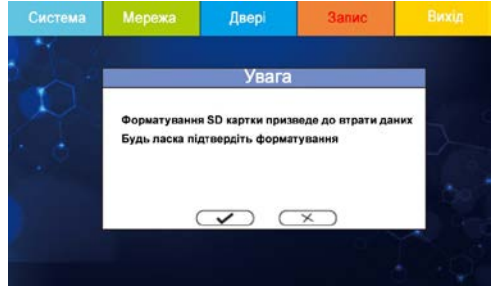 Система Мережа Двері Запис Вихід
Увага
Форматування SD картки призведе до втрати даних
Будь ласка підтвердіть форматування